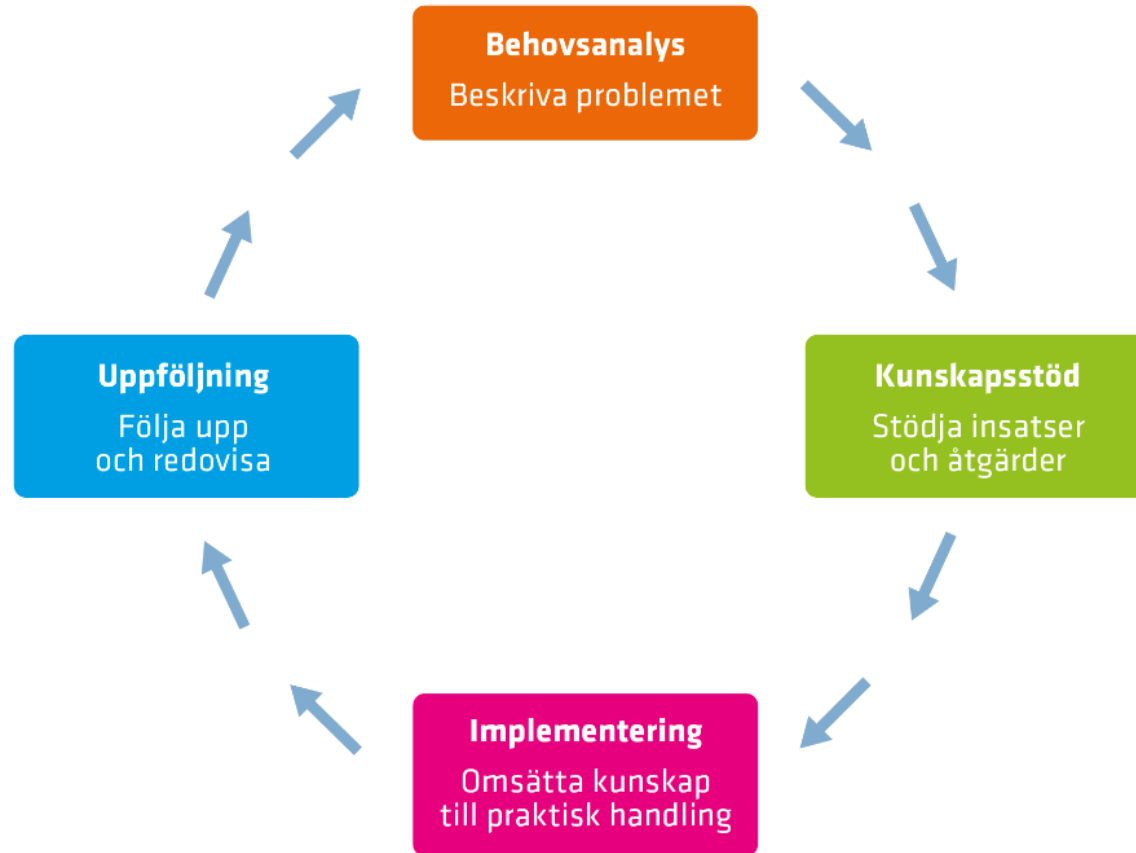 Behovsanalys
Beskriva problemet
Kunskapsstöd
Stödja insatser
och åtgärder
Implementering
Omsätta kunskap
till praktisk handling
Uppföljning
Följa upp
och redovisa